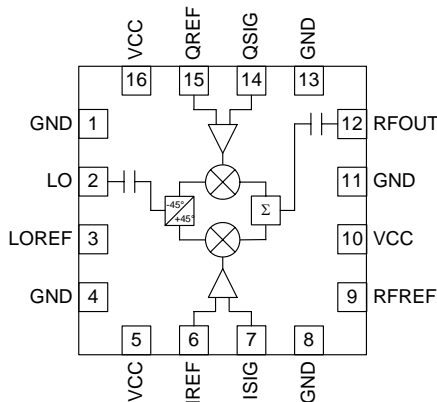 VCC QREF QSIG GND
16 15 14 13
GND 1 12 RFOUT
LO 2 11 GND
-45°
+45°
Σ
LOREF 3 10 VCC
GND 4 9 RFREF
5 6 7 8
VCC IREF ISIG GND